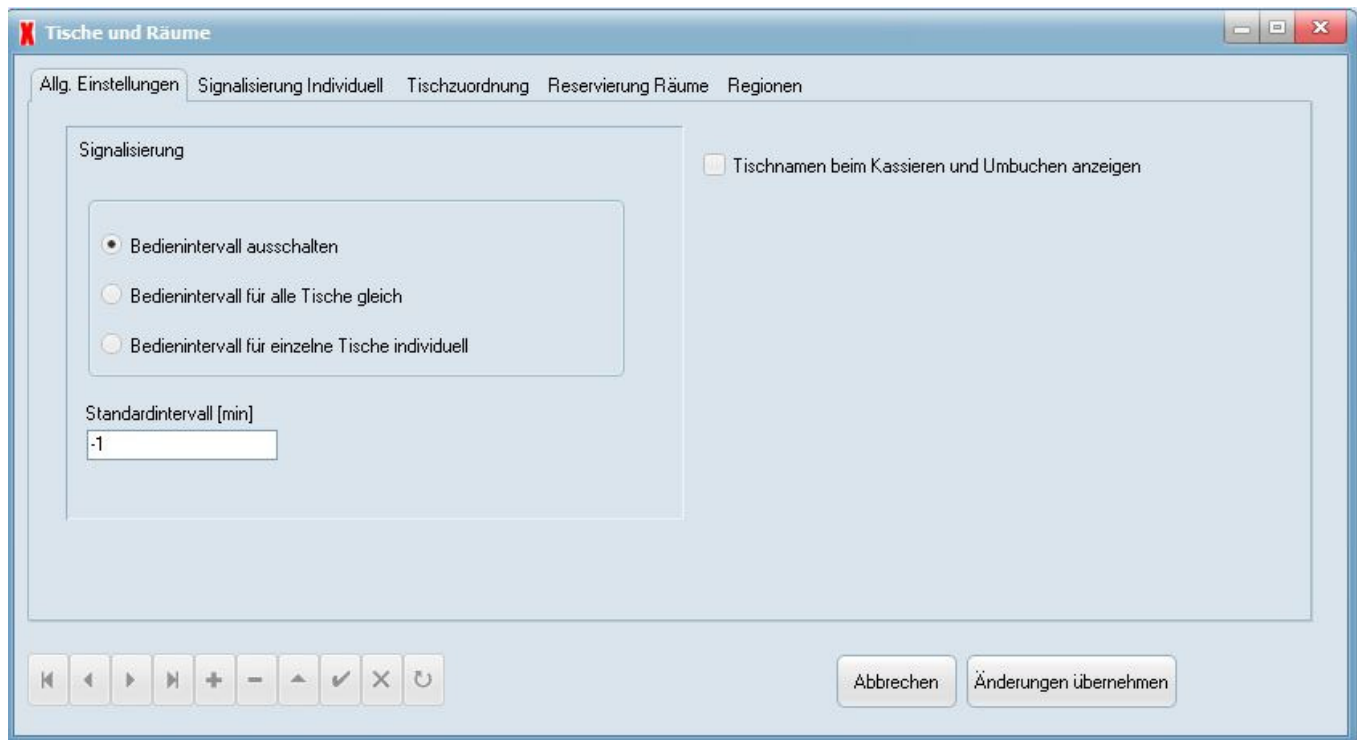 Tische und Räume
Allg. Einstellungen Signalisierung Individuell Tischzuordnung Reservierung Räume Regionen
Signalisierung
Tischnamen beim Kassieren und Umbuchen anzeigen
Bedienintervall ausschalten
Bedienintervall für alle Tische gleich
Bedienintervall für einzelne Tische individuell
Standardintervall [min]
-1
Abbrechen Änderungen übernehmen